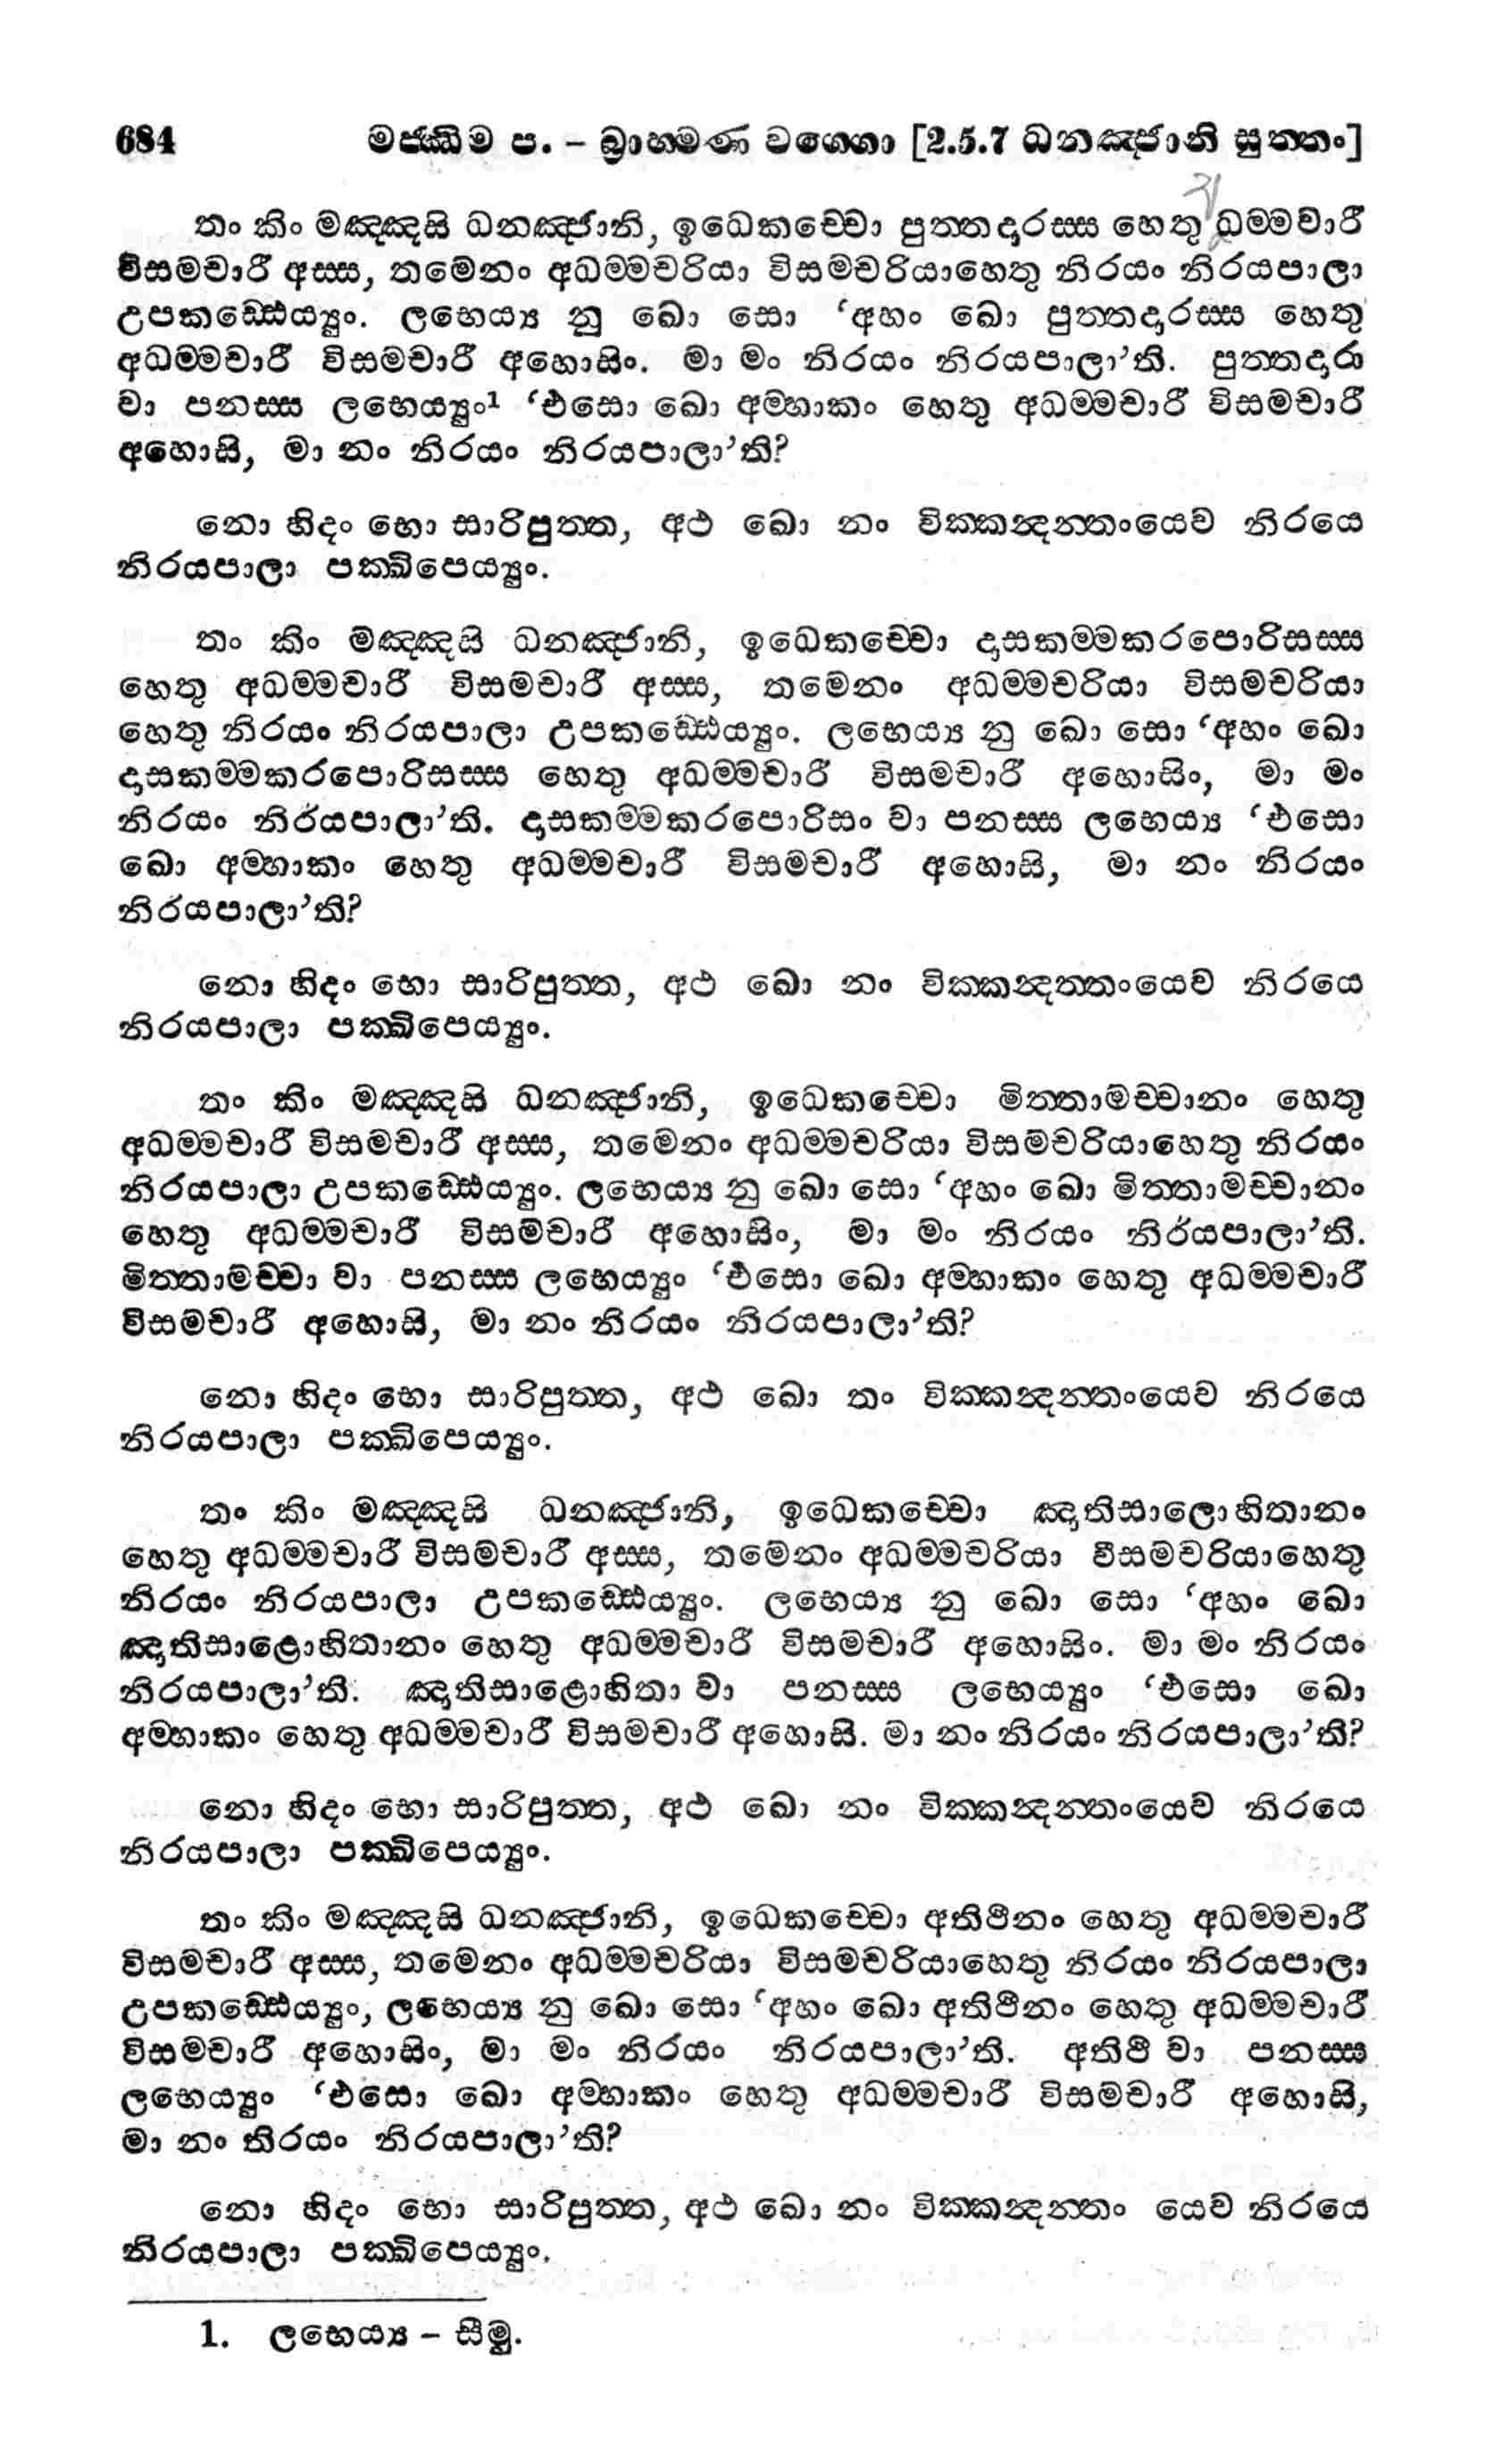 684 මජ්ඣිම ප. – බ්‍රාහ්මණ වග්ගො [2.5.7 ධනඤ්ජානි සුත්තං]
තං කිං මඤ්ඤසි ධනඤ්ජානි, ඉධෙකච්චො පුත්තදාරස්ස හෙතු ධම්මචාරී
විසමචාරී අස්ස, තමෙනං අධම්මචරියා විසමචරියාහෙතු නිරයං නිරයපාලා
උපකඩ්ඪෙය්‍යුං. ලභෙය්‍ය නු ඛො සො ‘අහං ඛො පුත්තදාරස්ස හෙතු
අධම්මචාරී විසමචාරී අහොසිං. මා මං නිරයං නිරයපාලා’ති. පුත්තදාරා
වා පනස්ස ලභෙය්‍යුං¹ ‘එසො ඛො අම්හාකං හෙතු අධම්මචාරී විසමචාරී
අහොසි, මා නං නිරයං නිරයපාලා’ති?
නො හිදං භො සාරිපුත්ත, අථ ඛො නං වික්කන්‍දන්තංයෙව නිරයෙ
නිරයපාලා පක්ඛිපෙය්‍යුං.
තං කිං මඤ්ඤසි ධනඤ්ජානි, ඉධෙකච්චො දාසකම්මකරපොරිසස්ස
හෙතු අධම්මචාරී විසමචාරී අස්ස, තමෙනං අධම්මචරියා විසමචරියා
හෙතු නිරයං නිරයපාලා උපකඩ්ඪෙය්‍යුං. ලභෙය්‍ය නු ඛො සො ‘අහං ඛො
දාසකම්මකරපොරිසස්ස හෙතු අධම්මචාරී විසමචාරී අහොසිං, මා මං
නිරයං නිරයපාලා’ති. දාසකම්මකරපොරිසං වා පනස්ස ලභෙය්‍ය ‘එසො
ඛො අම්හාකං හෙතු අධම්මචාරී විසමචාරී අහොසි, මා නං නිරයං
නිරයපාලා’ති?
නො හිදං භො සාරිපුත්ත, අථ ඛො නං වික්කන්‍දත්තංයෙව නිරයෙ
නිරයපාලා පක්ඛිපෙය්‍යුං.
තං කිං මඤ්ඤසි ධනඤ්ජානි, ඉධෙකච්චො මිත්තාමච්චානං හෙතු
අධම්මචාරී විසමචාරී අස්ස, තමෙනං අධම්මචරියා විසමචරියාහෙතු නිරයං
නිරයපාලා උපකඩ්ඪෙය්‍යුං. ලභෙය්‍ය නු ඛො සො ‘අහං ඛො මිත්තාමච්චානං
හෙතු අධම්මචාරී විසමචාරී අහොසිං, මා මං නිරයං නිරයපාලා’ති.
මිත්තාමච්චා වා පනස්ස ලභෙය්‍යුං ‘එසො ඛො අම්හාකං හෙතු අධම්මචාරී
විසමචාරී අහොසි, මා නං නිරයං නිරයපාලා’ති?
නො හිදං භො සාරිපුත්ත, අථ ඛො තං වික්කන්‍දන්තංයෙව නිරයෙ
නිරයපාලා පක්ඛිපෙය්‍යුං.
තං කිං මඤ්ඤසි ධනඤ්ජානි, ඉධෙකච්චො ඤාතිසාලොහිතානං
හෙතු අධම්මචාරී විසමචාරී අස්ස, තමෙනං අධම්මචරියා වීසමචරියාහෙතු
නිරයං නිරයපාලා උපකඩ්ඪෙය්‍යුං. ලභෙය්‍ය නු ඛො සො ‘අහං ඛො
ඤාතිසාළොහිතානං හෙතු අධම්මචාරී විසමචාරී අහොසිං. මා මං නිරයං
නිරයපාලා’ති. ඤාතිසාළොහිතා වා පනස්ස ලභෙය්‍යුං ‘එසො ඛො
අම්හාකං හෙතු අධම්මචාරී විසමචාරී අහොසි. මා නං නිරයං නිරයපාලා’ති?
නො හිදං භො සාරිපුත්ත, අථ ඛො නං වික්කන්‍දන්තංයෙව නිරයෙ
නිරයපාලා පක්ඛිපෙය්‍යුං.
තං කිං මඤ්ඤසි ධනඤ්ජානි, ඉධෙකච්චො අතිථීනං හෙතු අධම්මචාරී
විසමචාරී අස්ස, තමෙනං අධම්මචරියා විසමචරියාහෙතු නිරයං නිරයපාලා
උපකඩ්ඪෙය්‍යුං, ලභෙය්‍ය නු ඛො සො ‘අහං ඛො අතිථීනං හෙතු අධම්මචාරී
විසමචාරී අහොසිං, මා මං නිරයං නිරයපාලා’ති. අතිථී වා පනස්ස
ලභෙය්‍යුං ‘එසො ඛො අම්හාකං හෙතු අධම්මචාරී විසමචාරී අහොසි,
මා නං නිරයං නිරයපාලා’ති?
නො හිදං භො සාරිපුත්ත, අථ ඛො නං වික්කන්‍දන්තං යෙව නිරයෙ
නිරයපාලා පක්ඛිපෙය්‍යුං.
1. ලභෙය්‍ය – සීමු.